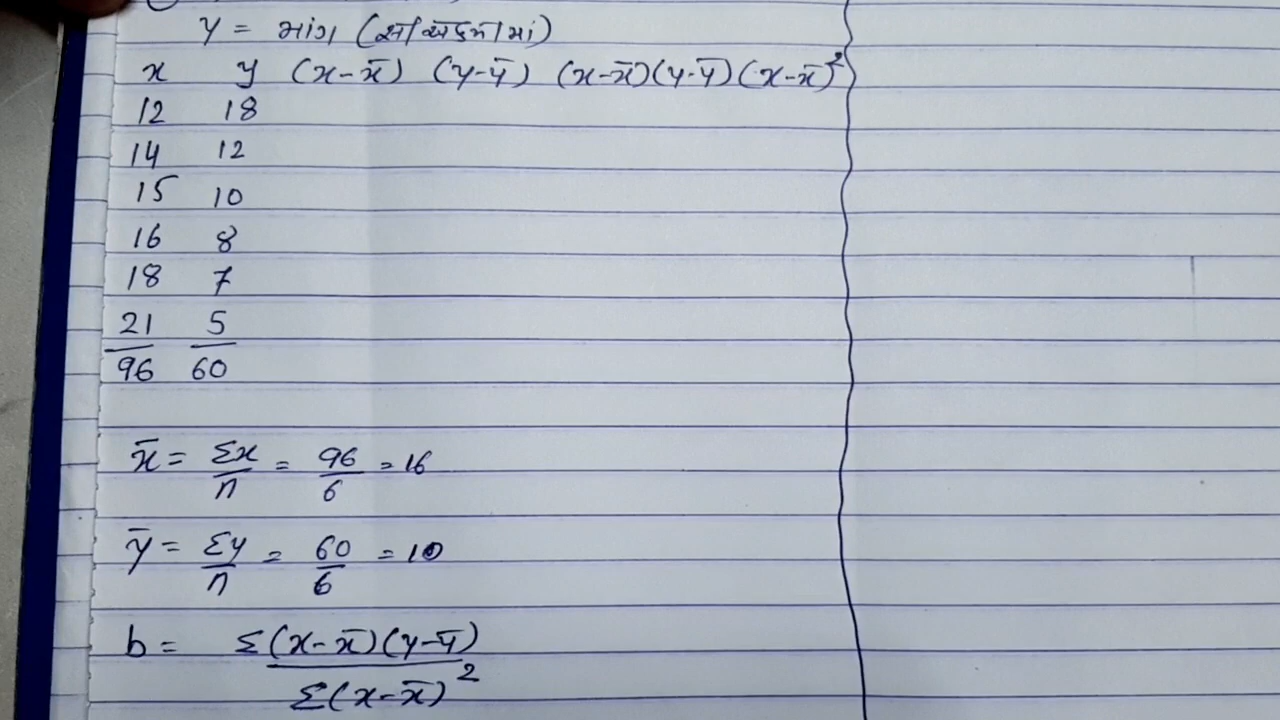 y = માંગ
x y (x-x̄) (y-ȳ) (x-x̄)(y-ȳ) (x-x̄)²
12 18
14 12
15 10
16 8
18 7
21 5
96 60
x̄ = Σx/n = 96/6 = 16
ȳ = Σy/n = 60/6 = 10
b = Σ(x-x̄)(y-ȳ) / Σ(x-x̄)²